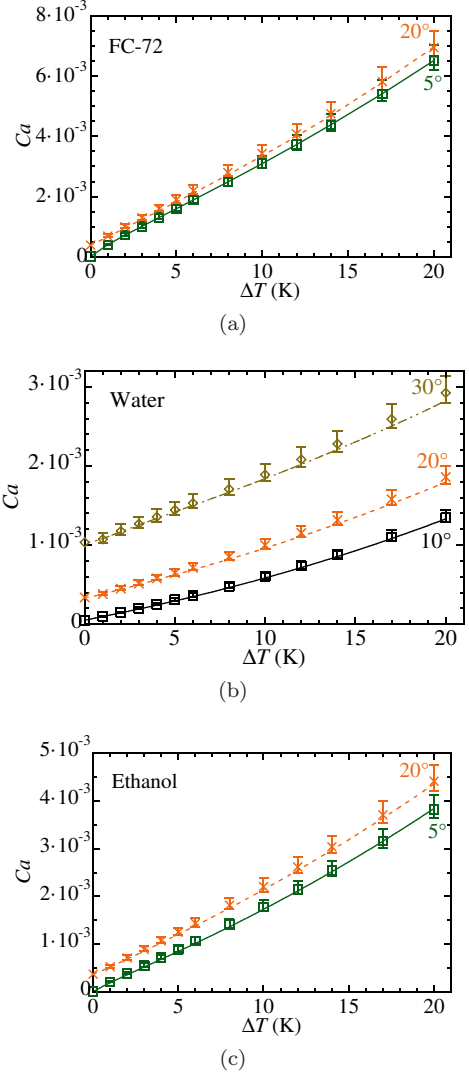 8·10⁻³
20°
FC-72
6·10⁻³
5°
Ca
4·10⁻³
2·10⁻³
0
0 5 10 15 20
ΔT (K)
(a)
3·10⁻³
30°
Water
2·10⁻³
20°
Ca
1·10⁻³
10°
0
0 5 10 15 20
ΔT (K)
(b)
5·10⁻³
20°
Ethanol
4·10⁻³
5°
3·10⁻³
Ca
2·10⁻³
1·10⁻³
0
0 5 10 15 20
ΔT (K)
(c)